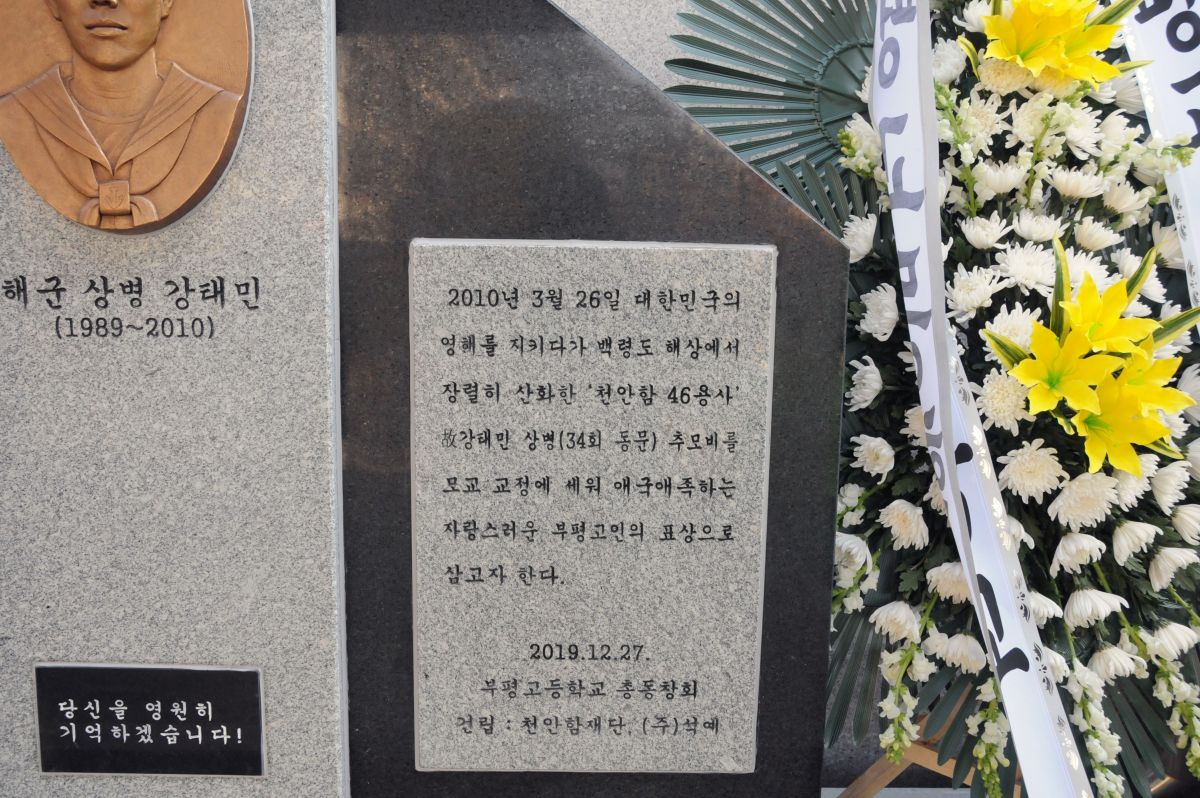 해군 상병 강태민
(1989~2010)
당신을 영원히
기억하겠습니다!
2010년 3월 26일 대한민국의
영해를 지키다가 백령도 해상에서
장렬히 산화한 '천안함 46용사'
故강태민 상병(34회 동문) 추모비를
모교 교정에 세워 애국애족하는
자랑스러운 부평고인의 표상으로
삼고자 한다.
2019.12.27.
부평고등학교 총동창회
건립 : 천안함재단, (주)석예